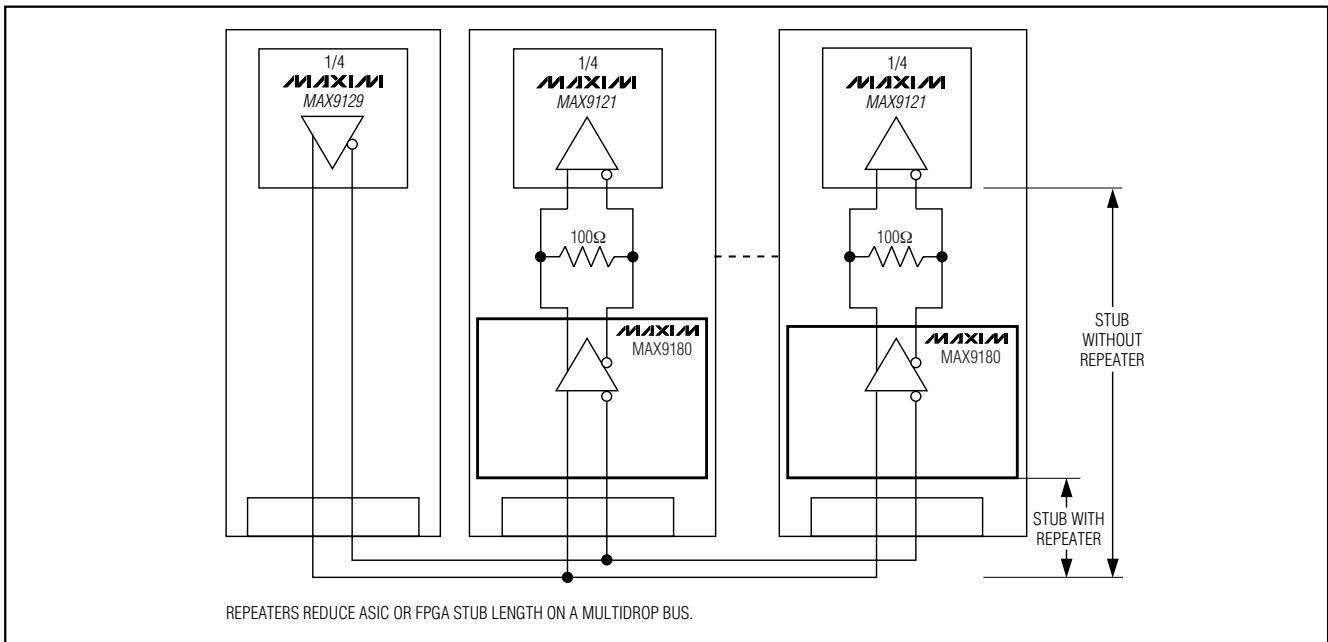 1/4
MAXIM
MAX9129
1/4
MAXIM
MAX9121
1/4
MAXIM
MAX9121
100Ω
100Ω
MAXIM
MAX9180
MAXIM
MAX9180
STUB
WITHOUT
REPEATER
STUB WITH
REPEATER
REPEATERS REDUCE ASIC OR FPGA STUB LENGTH ON A MULTIDROP BUS.